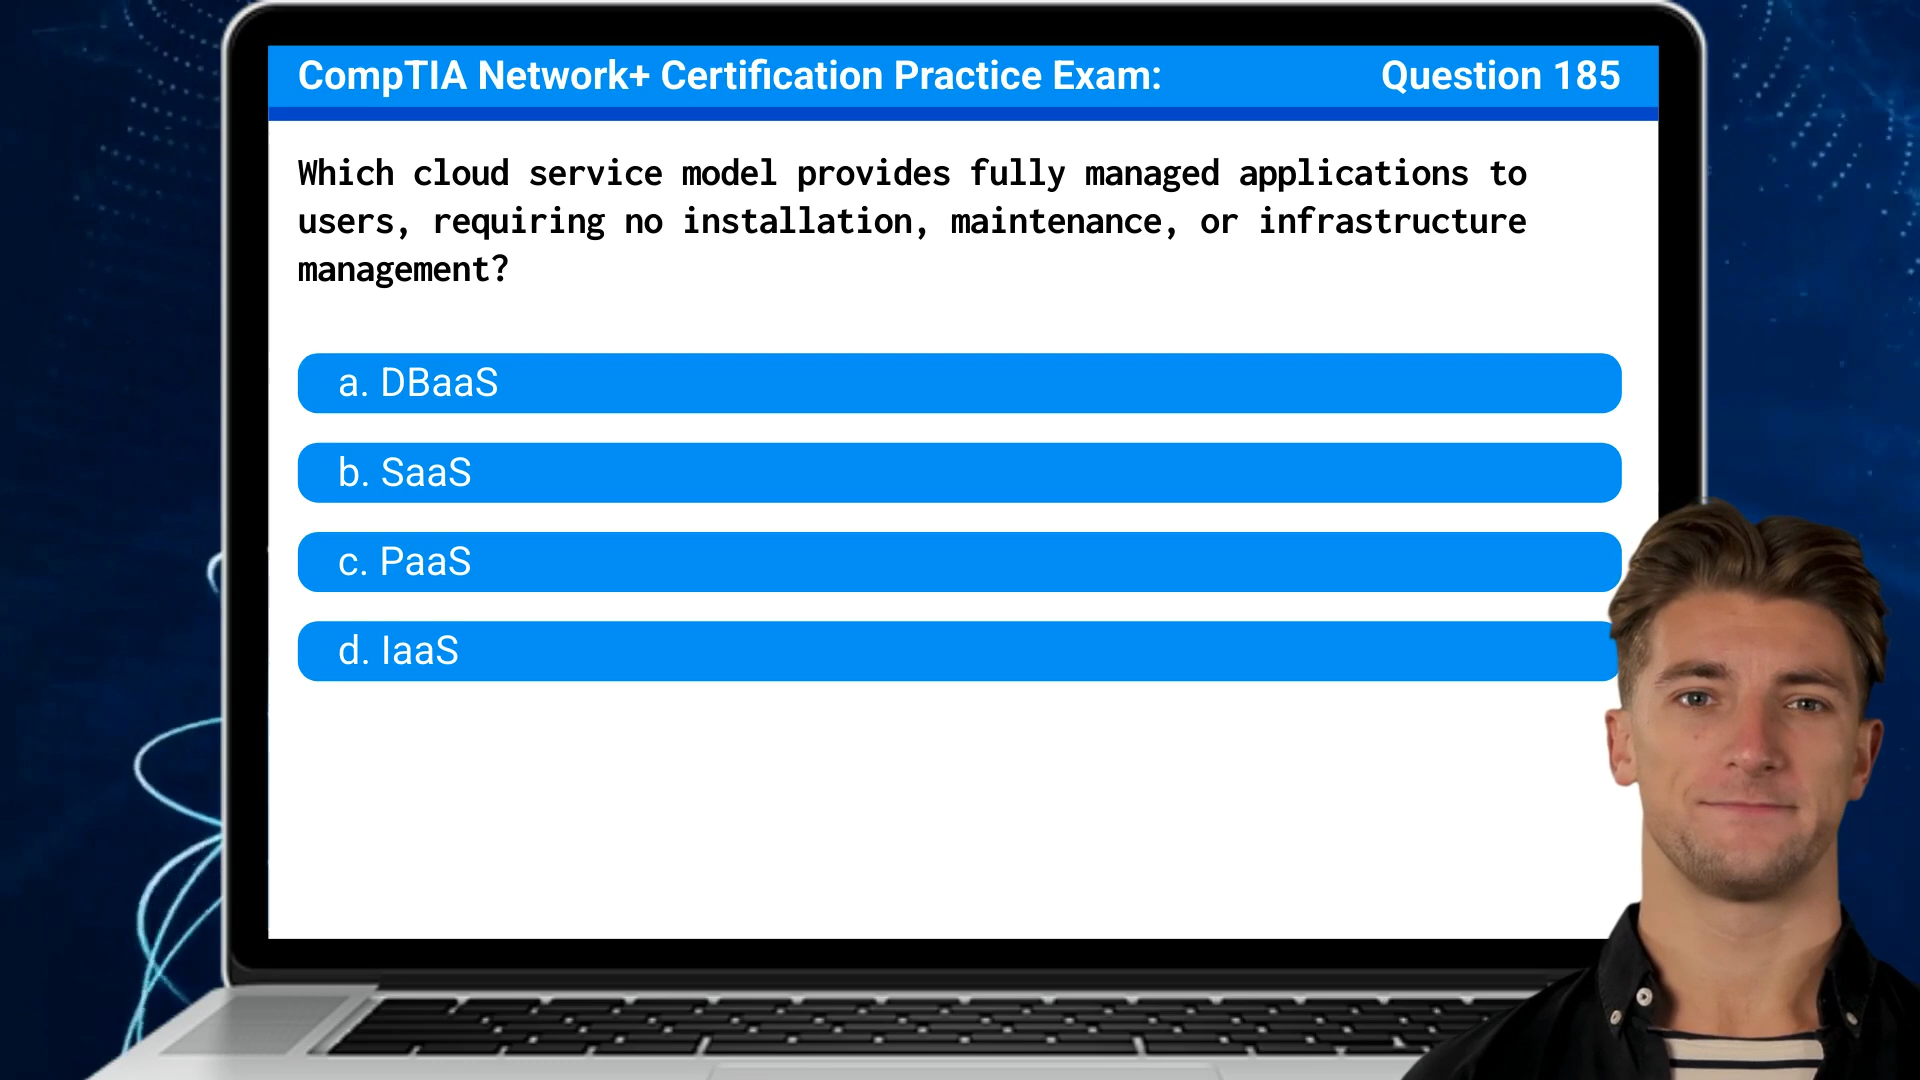 CompTIA Network+ Certification Practice Exam:
Question 185
Which cloud service model provides fully managed applications to
users, requiring no installation, maintenance, or infrastructure
management?
a. DBaaS
b. SaaS
c. PaaS
d. IaaS